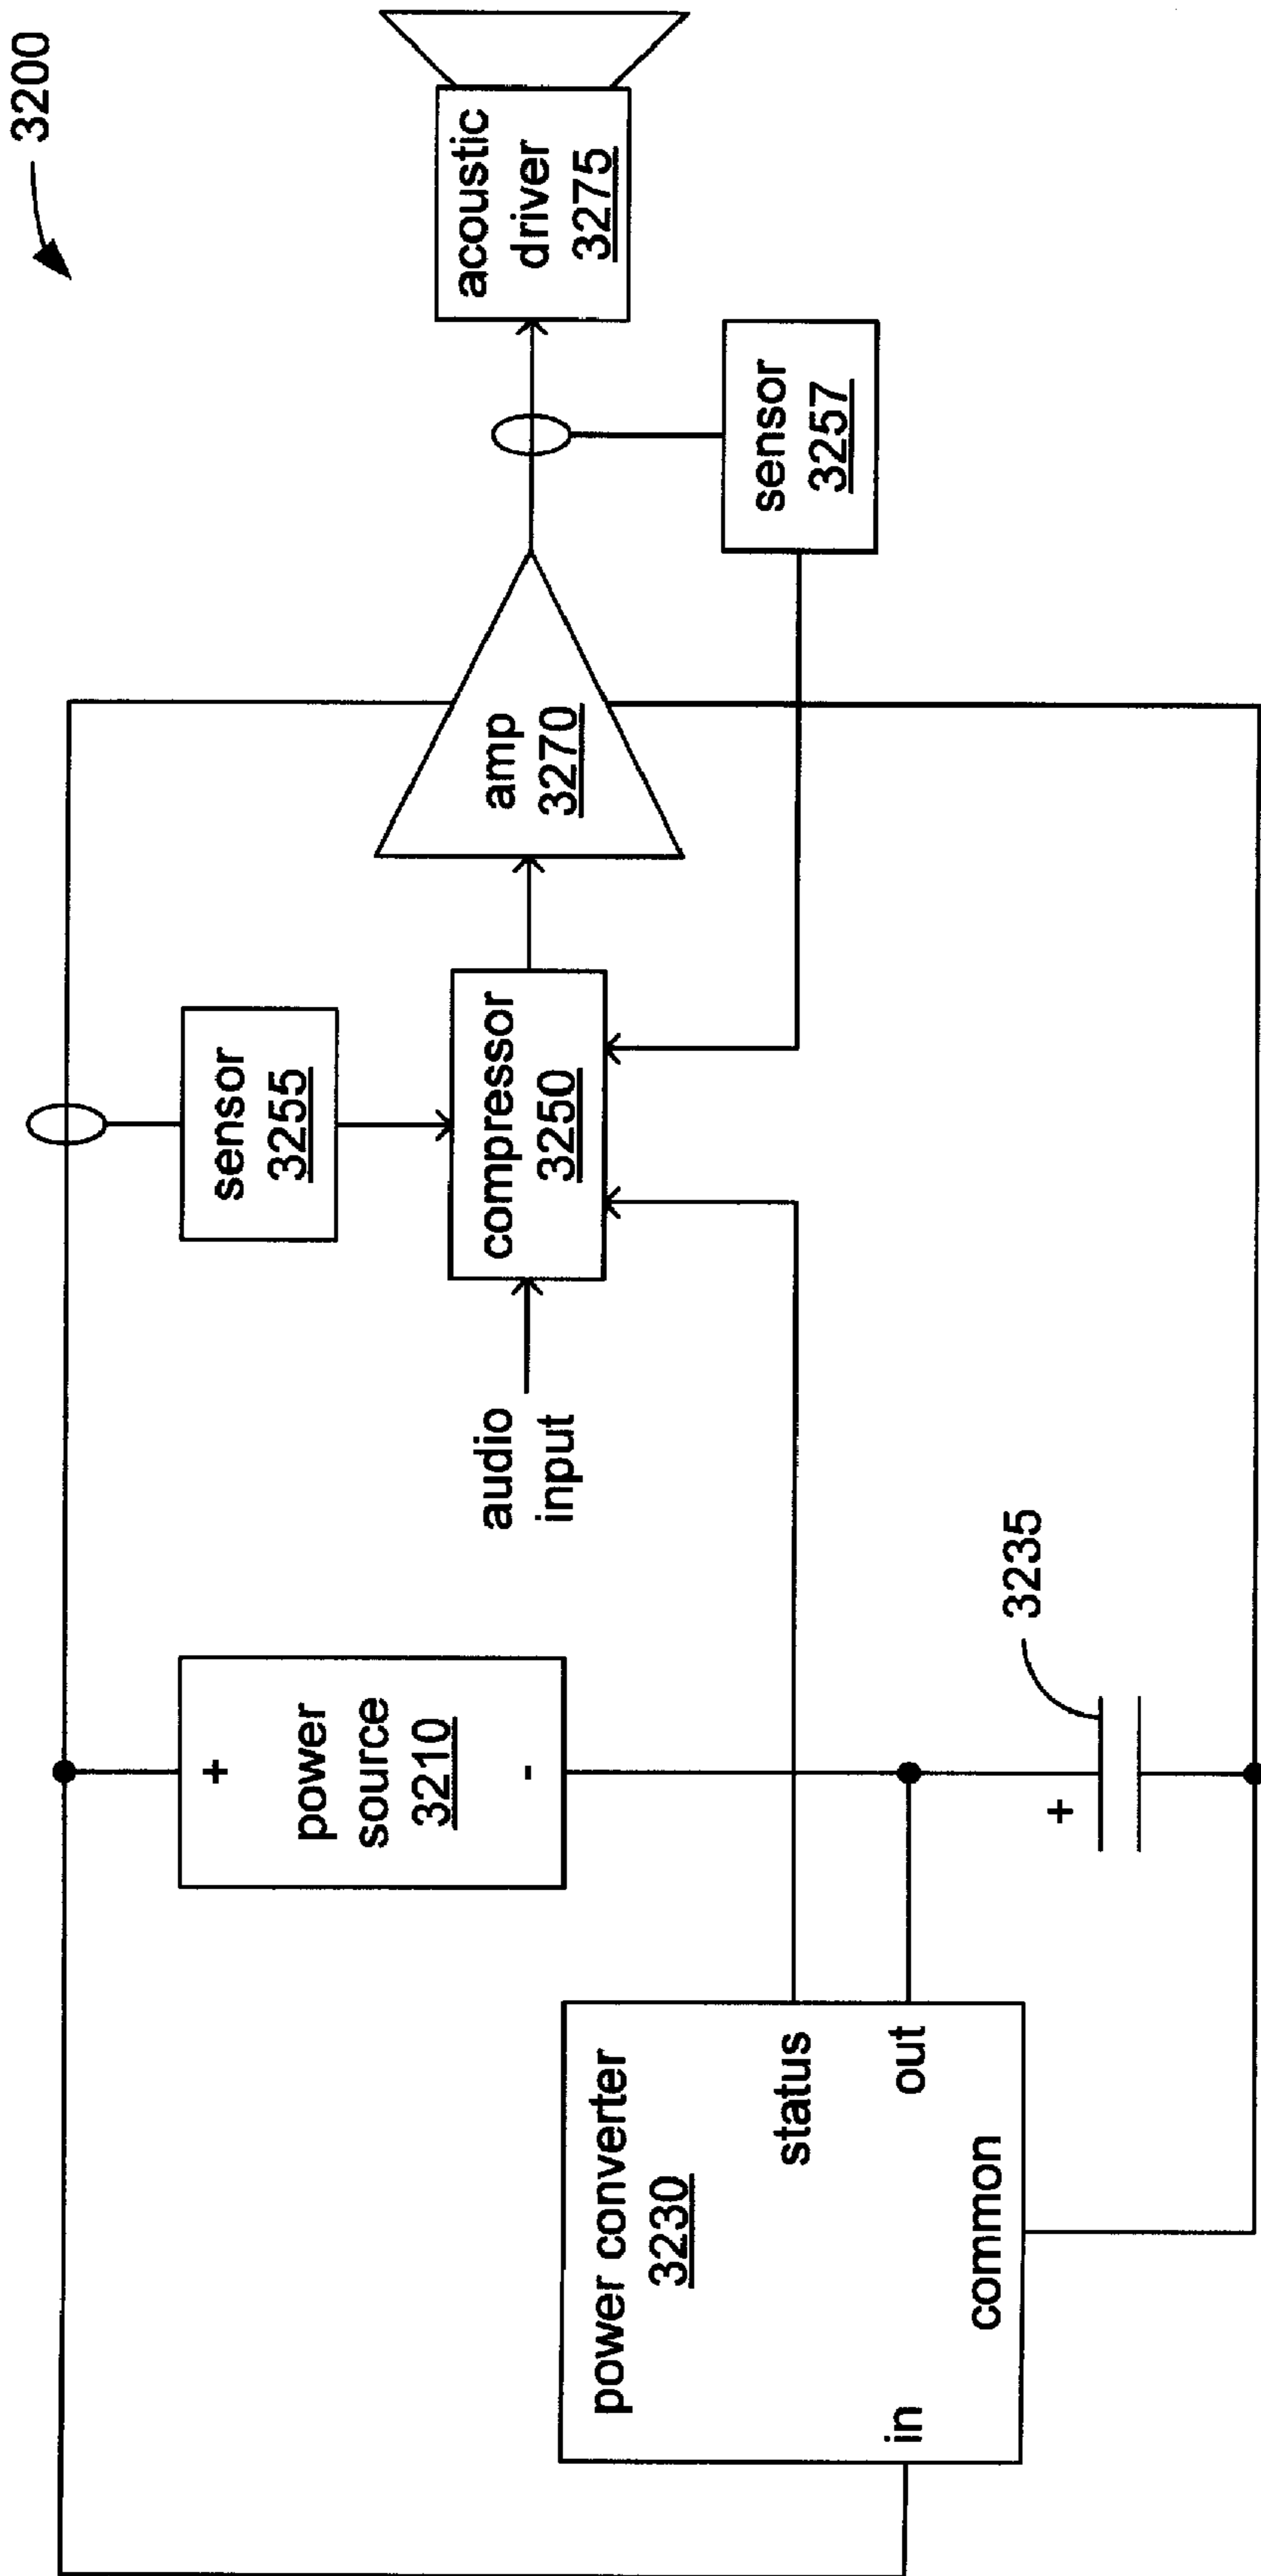 3200
acoustic
driver
3275
sensor
3257
amp
3270
sensor
3255
compressor
3250
audio
input
+
power
source
3210
-
3235
+
power converter
3230
status
out
in
common